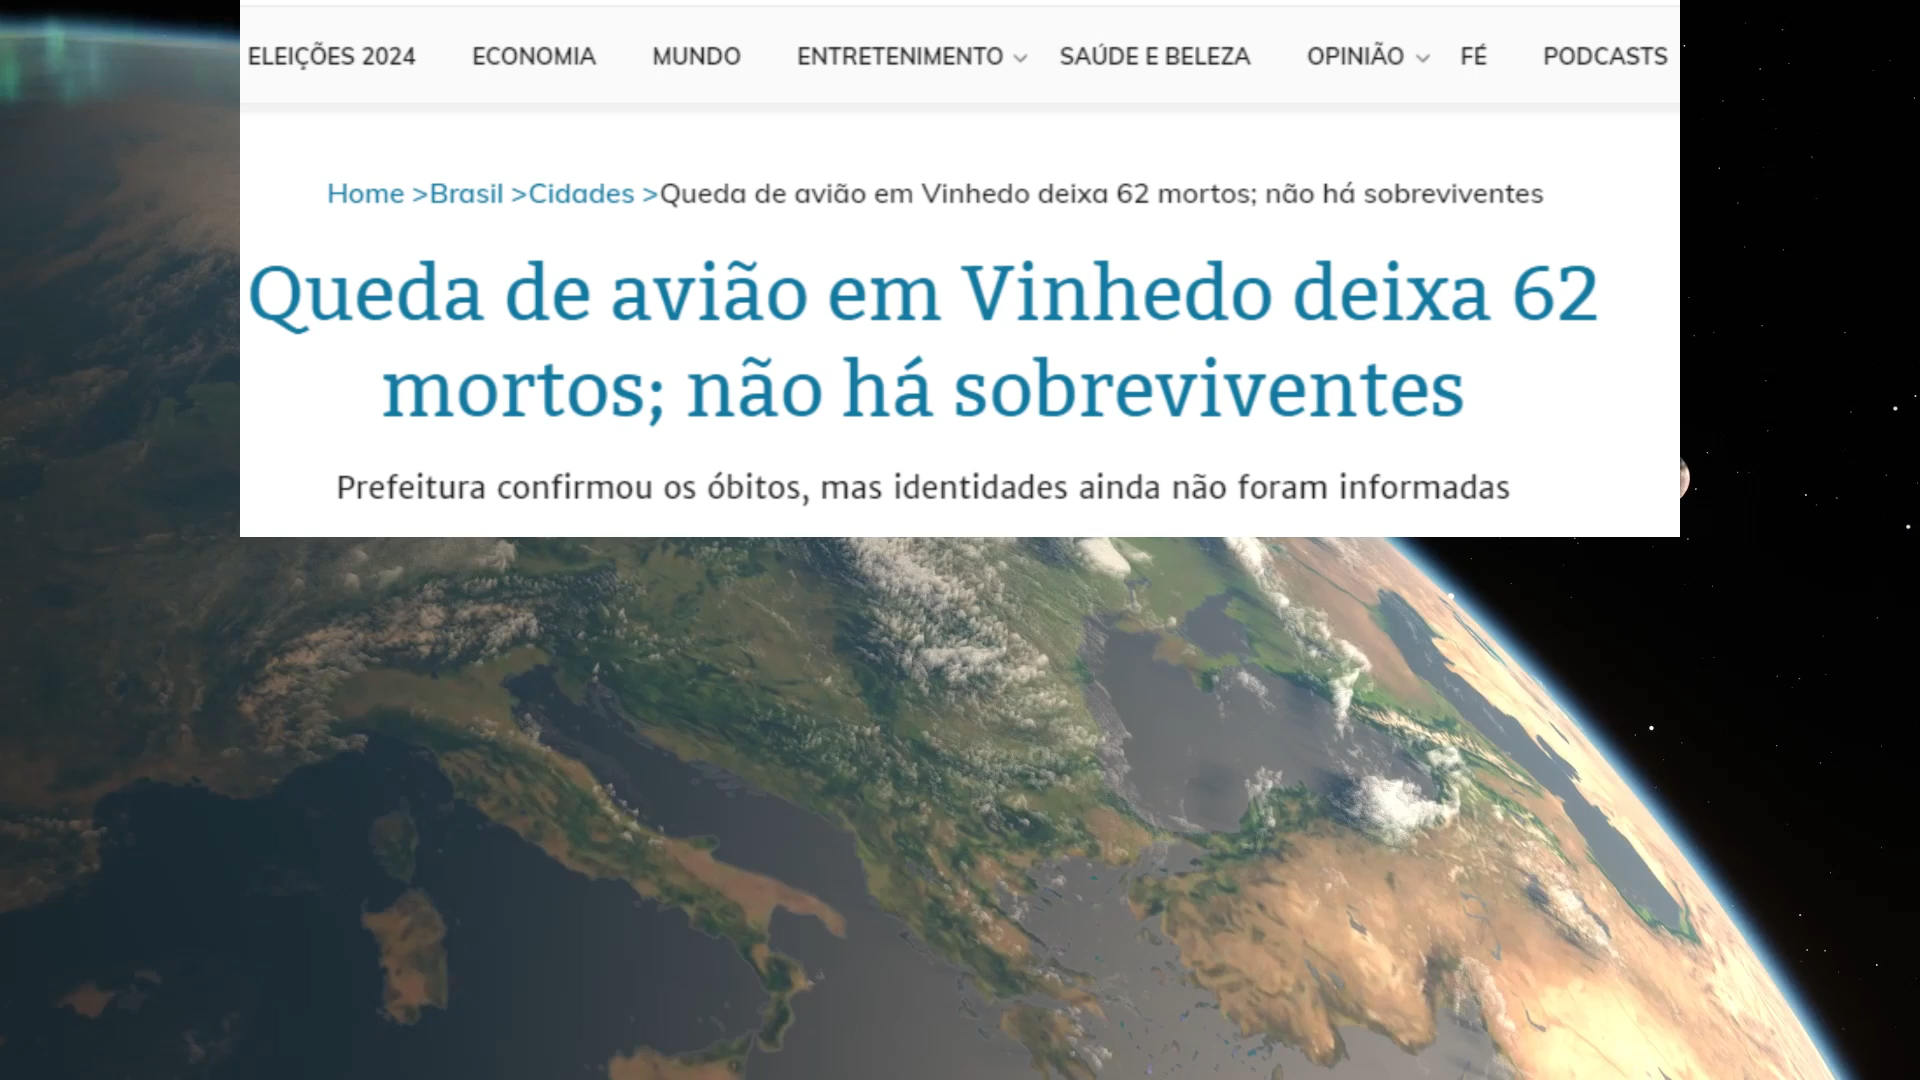 ELEIÇÕES 2024 ECONOMIA MUNDO ENTRETENIMENTO SAÚDE E BELEZA OPINIÃO FÉ PODCASTS
Home >Brasil >Cidades >Queda de avião em Vinhedo deixa 62 mortos; não há sobreviventes
Queda de avião em Vinhedo deixa 62
mortos; não há sobreviventes
Prefeitura confirmou os óbitos, mas identidades ainda não foram informadas